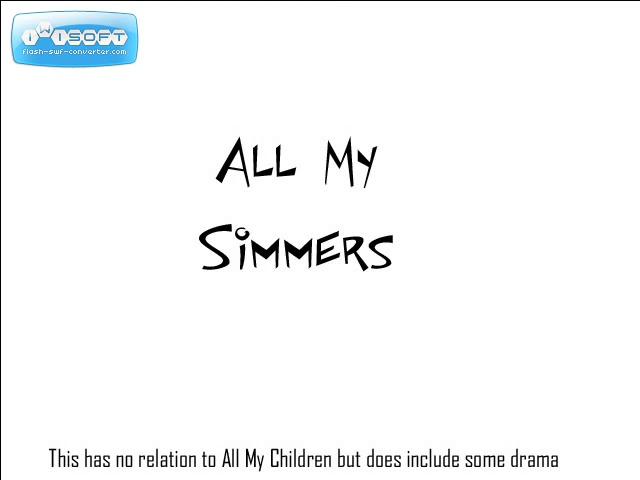 iWiSOFT
flash-swf-converter.com
All My
Simmers
This has no relation to All My Children but does include some drama